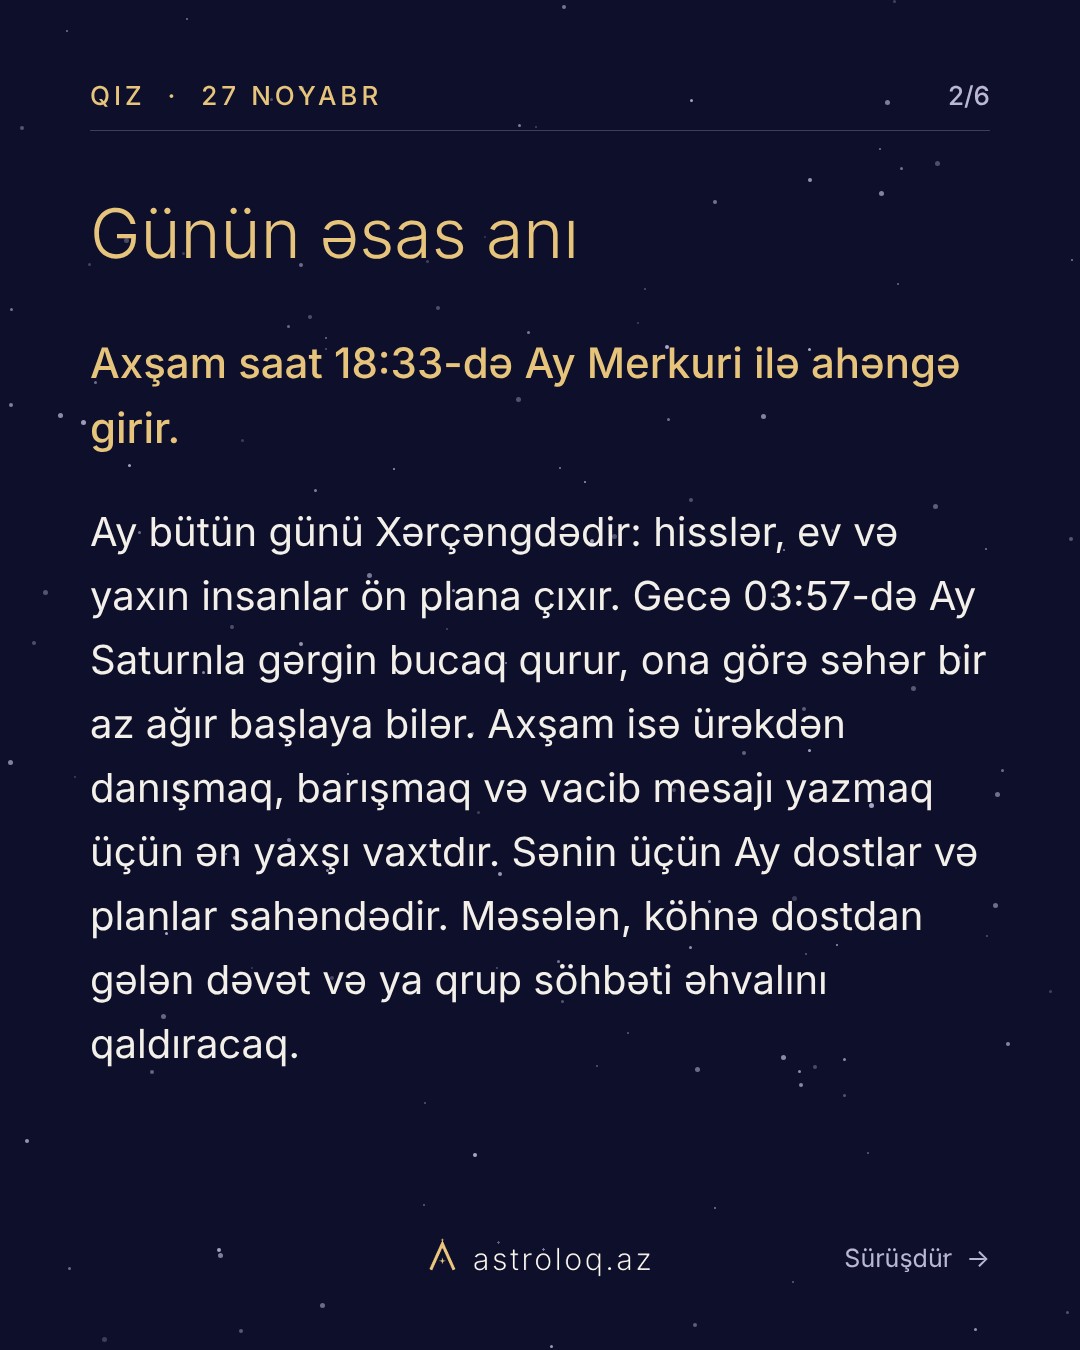 QIZ · 27 NOYABR
2/6
Günün əsas anı
Axşam saat 18:33-də Ay Merkuri ilə ahəngə
girir.
Ay bütün günü Xərçəngdədir: hisslər, ev və
yaxın insanlar ön plana çıxır. Gecə 03:57-də Ay
Saturnla gərgin bucaq qurur, ona görə səhər bir
az ağır başlaya bilər. Axşam isə ürəkdən
danışmaq, barışmaq və vacib mesajı yazmaq
üçün ən yaxşı vaxtdır. Sənin üçün Ay dostlar və
planlar sahəndədir. Məsələn, köhnə dostdan
gələn dəvət və ya qrup söhbəti əhvalını
qaldıracaq.
astroloq.az
Sürüşdür →